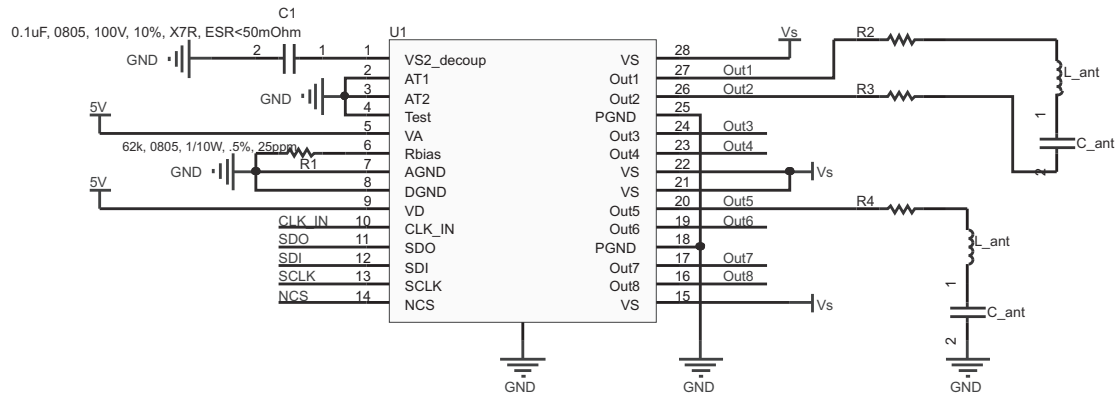 C1
0.1uF, 0805, 100V, 10%, X7R, ESR<50mOhm
U1
GND 2 1 1 VS2_decoup
2 AT1
GND 3 AT2
4 Test
5V 5 VA
62k, 0805, 1/10W, .5%, 25ppm
R1 6 Rbias
GND 7 AGND
8 DGND
5V 9 VD
CLK_IN 10 CLK_IN
SDO 11 SDO
SDI 12 SDI
SCLK 13 SCLK
NCS 14 NCS
VS 28 Vs
Out1 27 Out1 R2
Out2 26 Out2 R3
PGND 25
Out3 24 Out3
Out4 23 Out4
VS 22 Vs
VS 21
Out5 20 Out5 R4
Out6 19 Out6
PGND 18
Out7 17 Out7
Out8 16 Out8
VS 15 Vs
L_ant
1
C_ant
2
L_ant
1
C_ant
2
GND
GND
GND